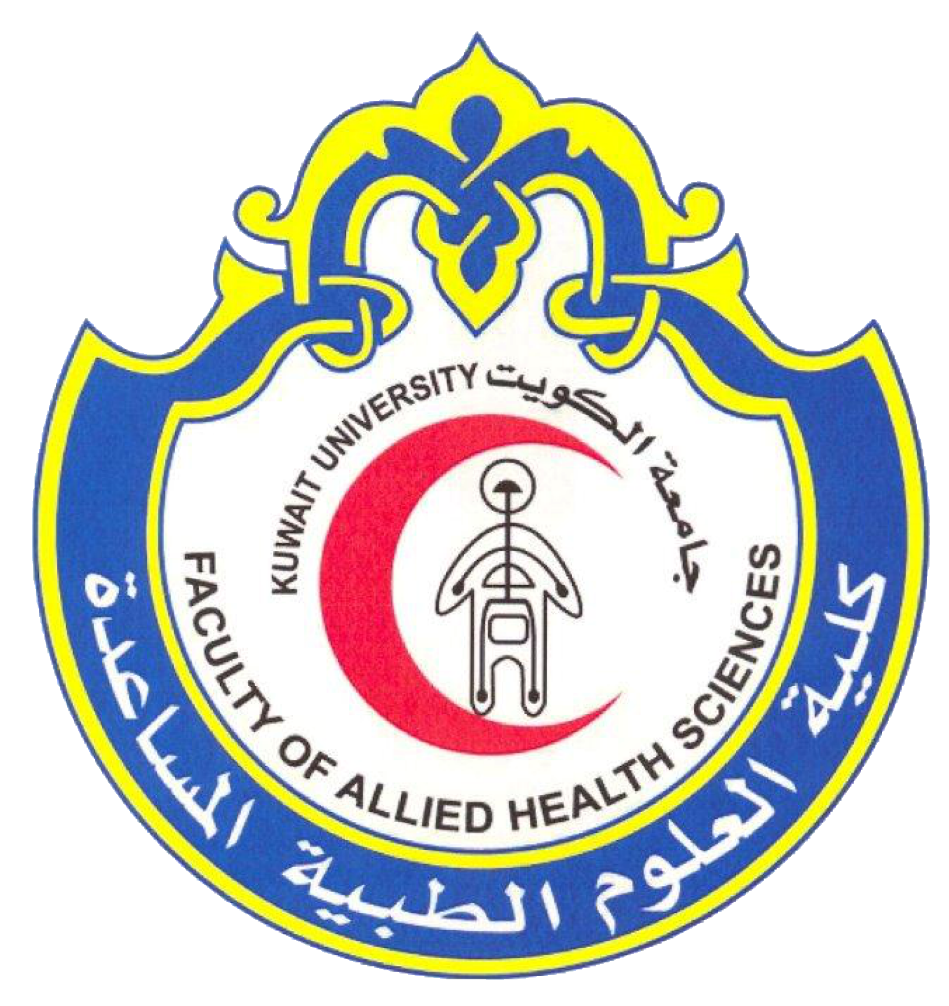 KUWAIT UNIVERSITY
جامعة الكويت
FACULTY OF ALLIED HEALTH SCIENCES
كلية العلوم الطبية المساعدة